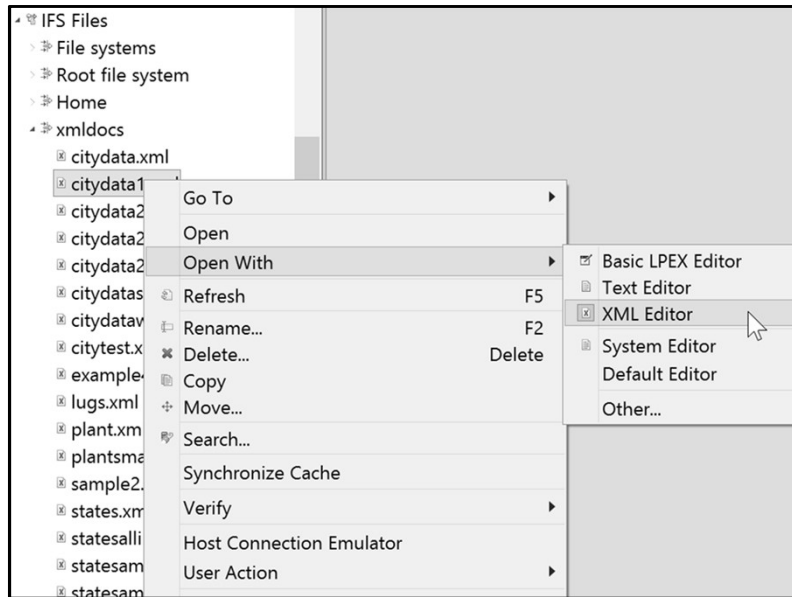 IFS Files
File systems
Root file system
Home
xmldocs
citydata.xml
citydata1
citydata2
citydata2
citydata2
citydatas
citydataw
citytest.x
example
lugs.xml
plant.xm
plantsma
sample2.
states.xm
statesalli
statesam
statesam
Go To
Open
Open With
Refresh F5
Rename... F2
Delete... Delete
Copy
Move...
Search...
Synchronize Cache
Verify
Host Connection Emulator
User Action
Basic LPEX Editor
Text Editor
XML Editor
System Editor
Default Editor
Other...